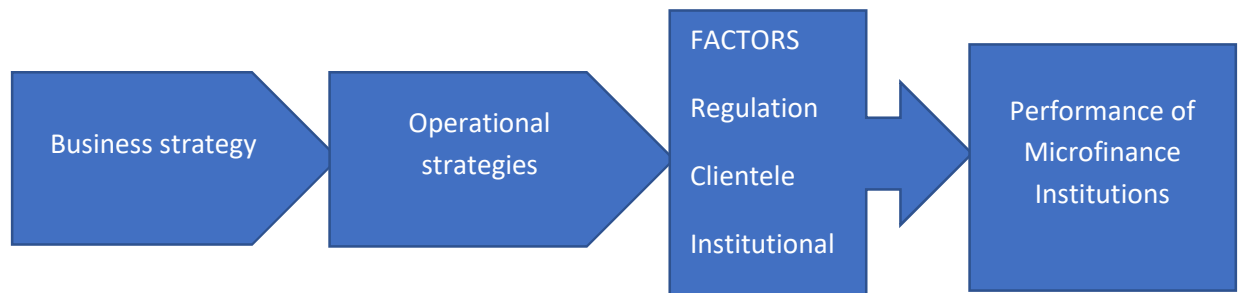 Business strategy
Operational
strategies
FACTORS
Regulation
Clientele
Institutional
Performance of
Microfinance
Institutions